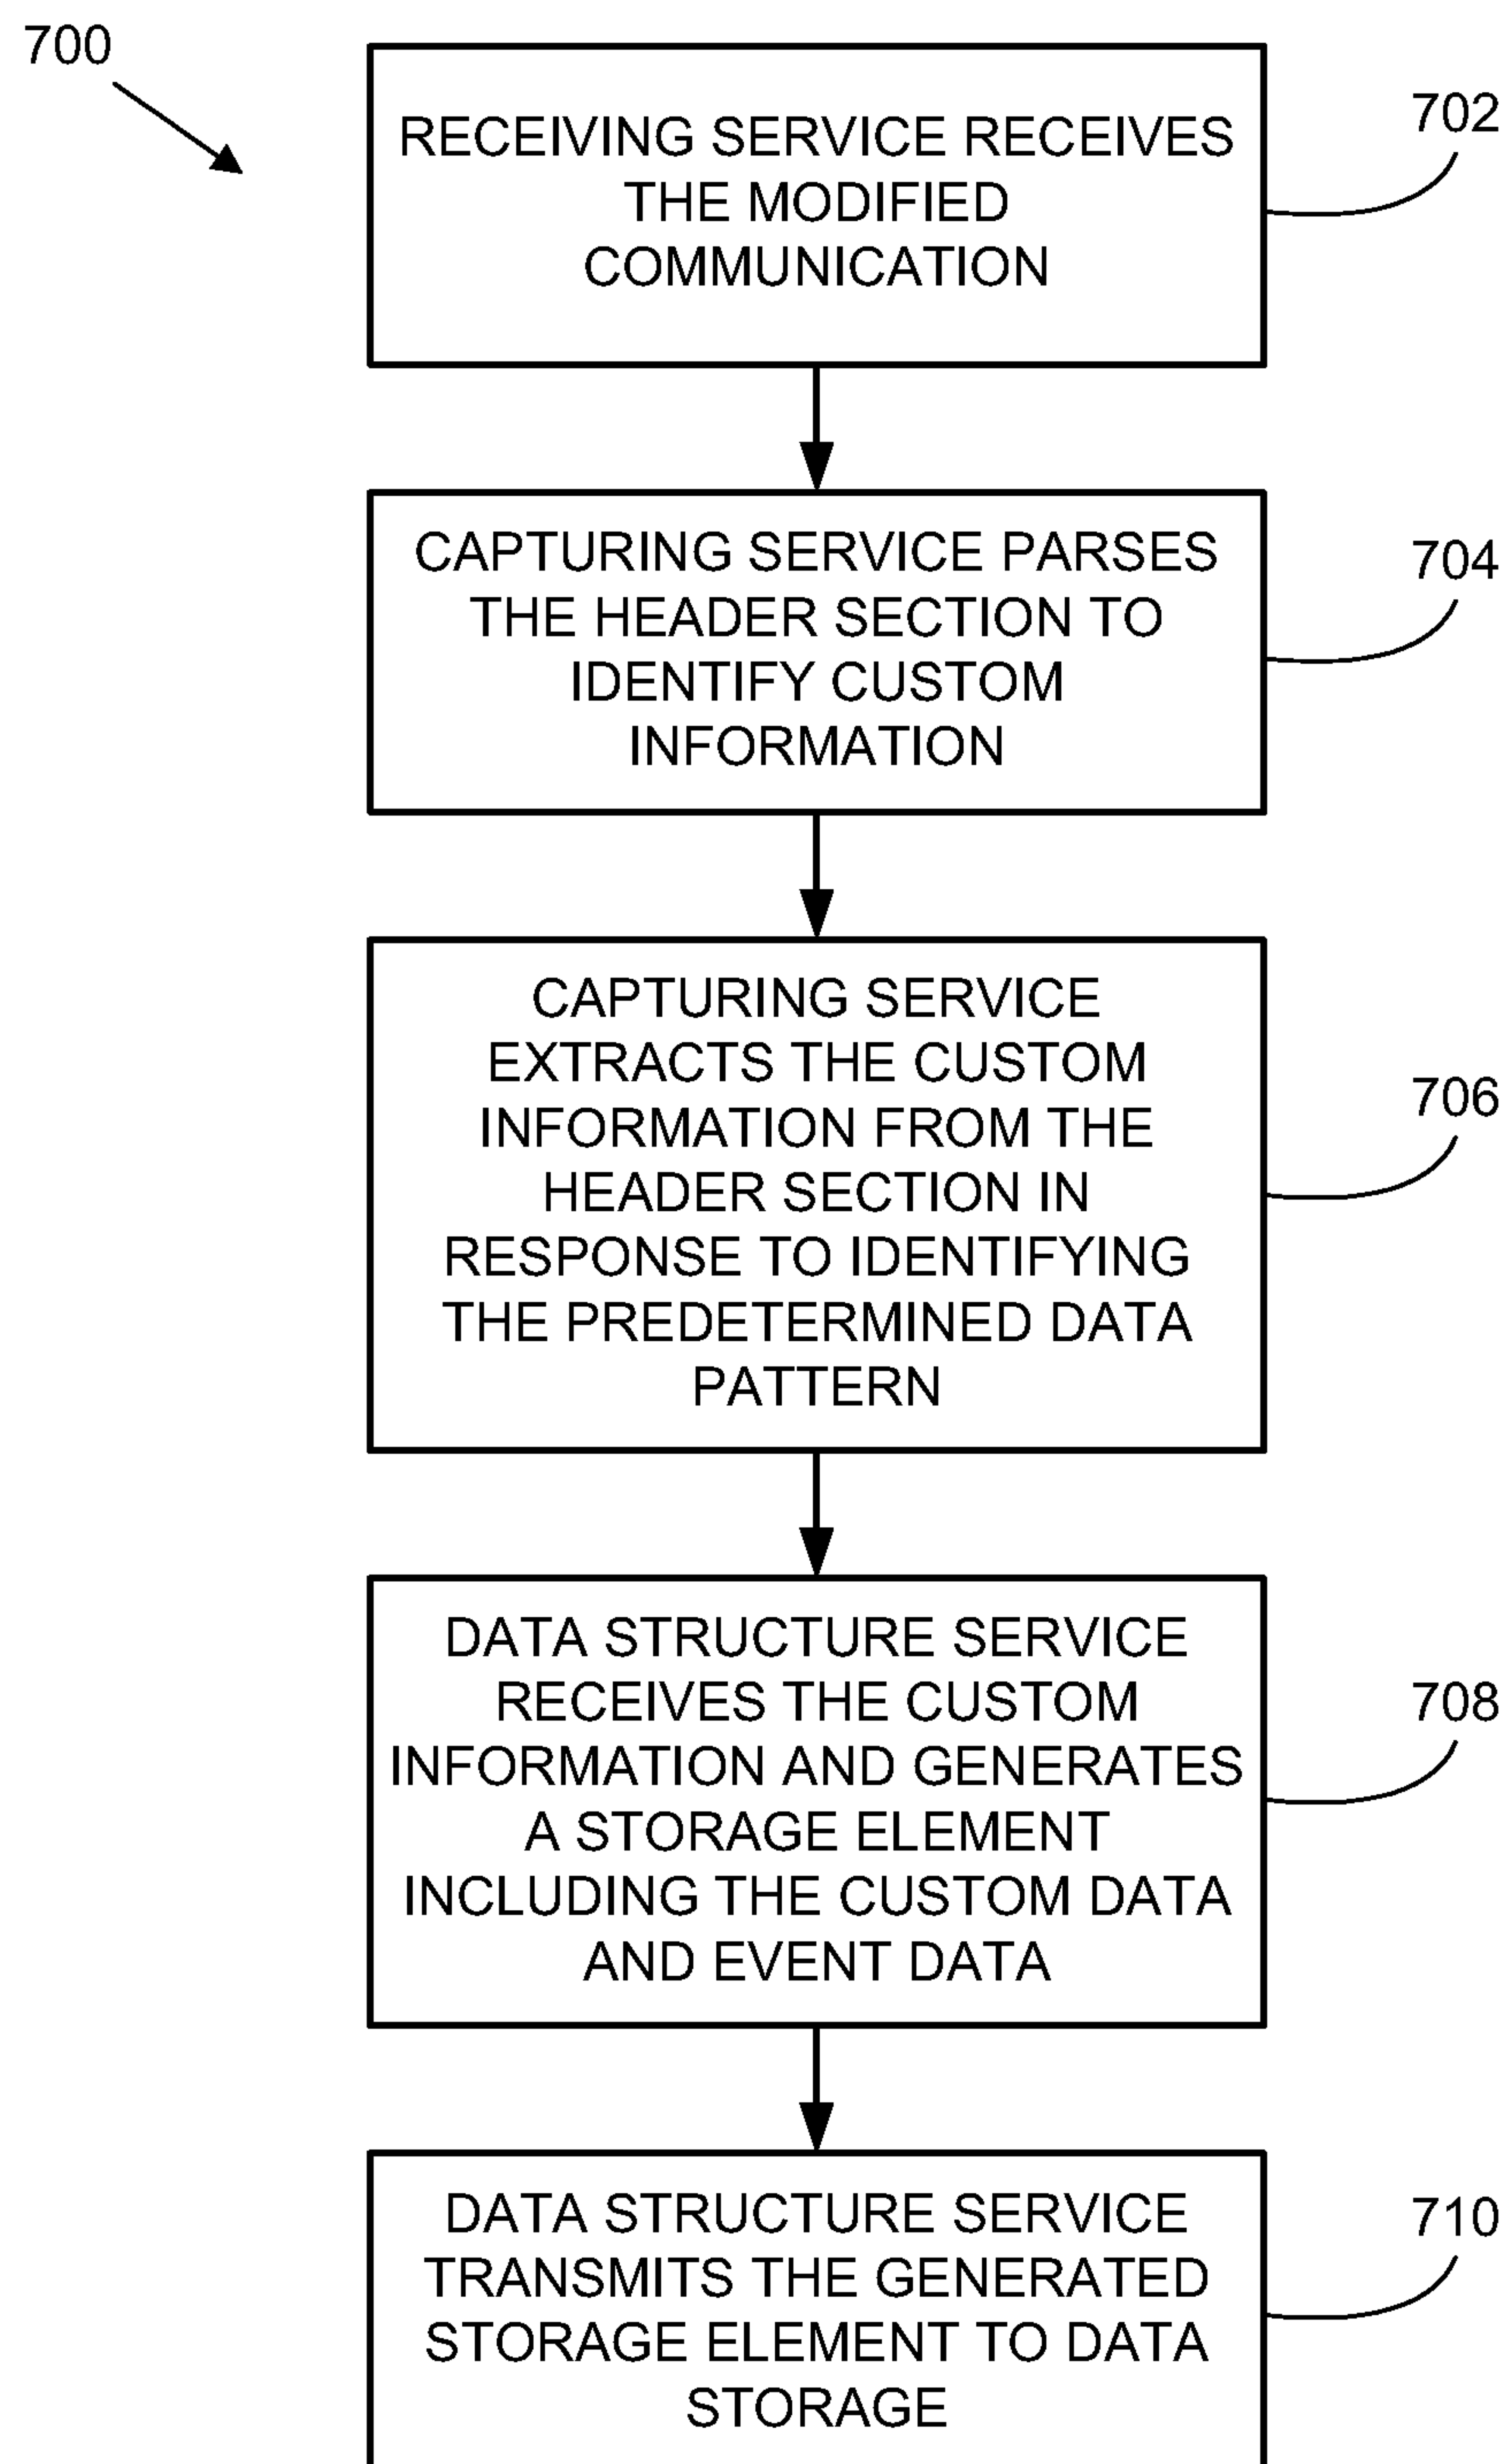 700
RECEIVING SERVICE RECEIVES
THE MODIFIED
COMMUNICATION
702
CAPTURING SERVICE PARSES
THE HEADER SECTION TO
IDENTIFY CUSTOM
INFORMATION
704
CAPTURING SERVICE
EXTRACTS THE CUSTOM
INFORMATION FROM THE
HEADER SECTION IN
RESPONSE TO IDENTIFYING
THE PREDETERMINED DATA
PATTERN
706
DATA STRUCTURE SERVICE
RECEIVES THE CUSTOM
INFORMATION AND GENERATES
A STORAGE ELEMENT
INCLUDING THE CUSTOM DATA
AND EVENT DATA
708
DATA STRUCTURE SERVICE
TRANSMITS THE GENERATED
STORAGE ELEMENT TO DATA
STORAGE
710